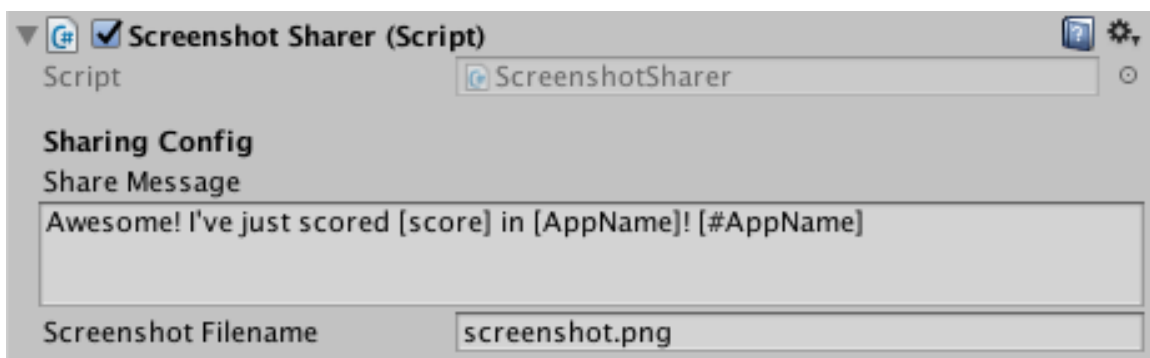 Screenshot Sharer (Script)
Script ScreenshotSharer
Sharing Config
Share Message
Awesome! I've just scored [score] in [AppName]! [#AppName]
Screenshot Filename screenshot.png